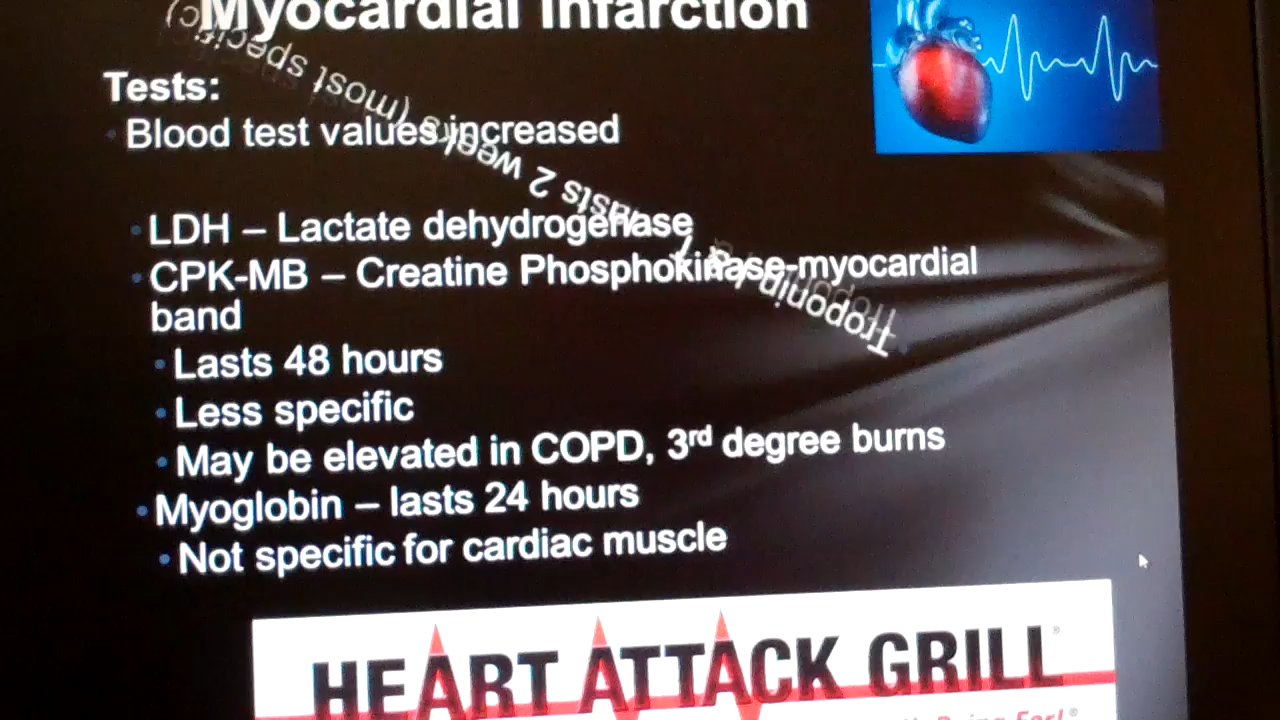 Myocardial Infarction
Tests:
Blood test values increased
Troponin lasts 2 weeks (most specific)
LDH – Lactate dehydrogenase
CPK-MB – Creatine Phosphokinase-myocardial
band
Lasts 48 hours
Less specific
May be elevated in COPD, 3rd degree burns
Myoglobin – lasts 24 hours
Not specific for cardiac muscle
HEART ATTACK GRILL®